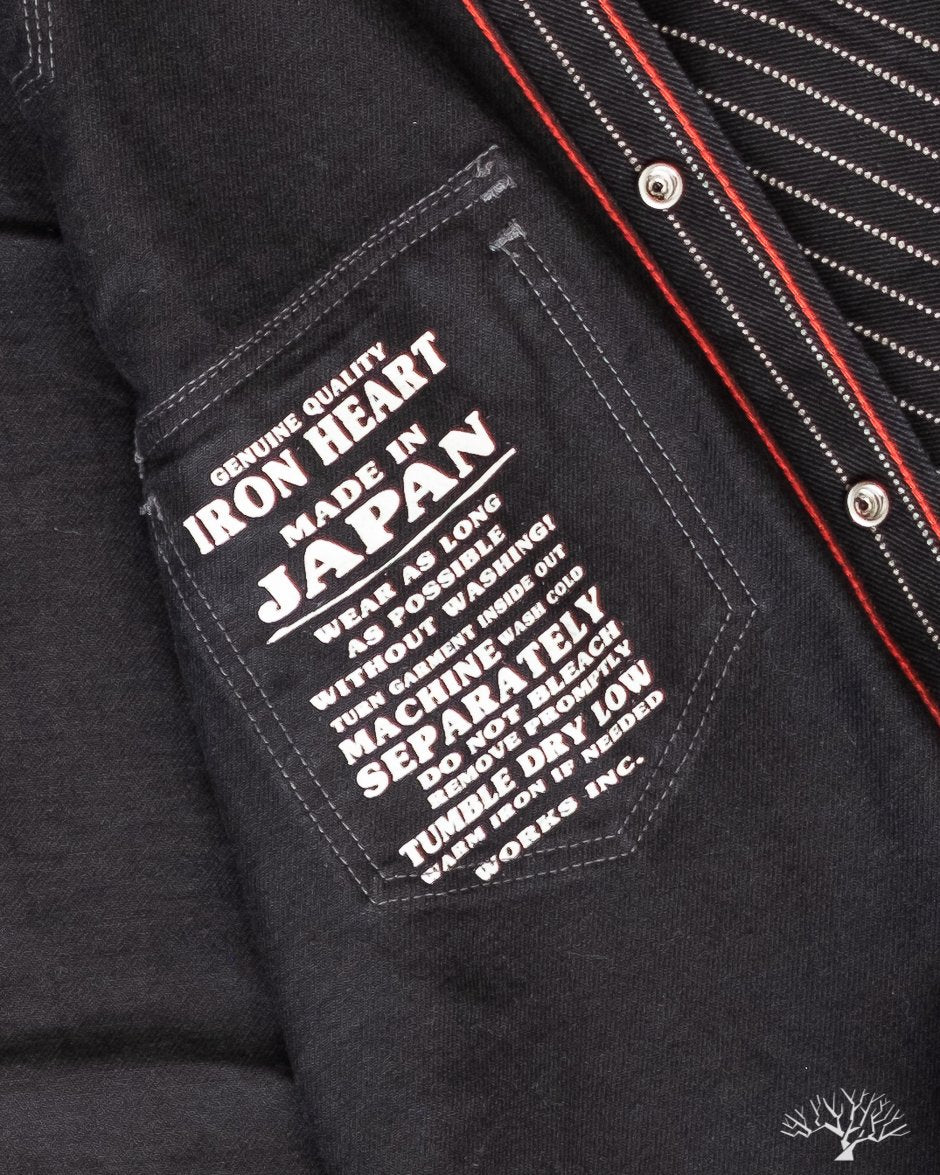 GENUINE QUALITY
IRON HEART
MADE IN
JAPAN
WEAR AS LONG
AS POSSIBLE
WITHOUT WASHING!
TURN GARMENT INSIDE OUT
MACHINE WASH COLD
SEPARATELY
DO NOT BLEACH
REMOVE PROMPTLY
TUMBLE DRY LOW
WARM IRON IF NEEDED
WORKS INC.